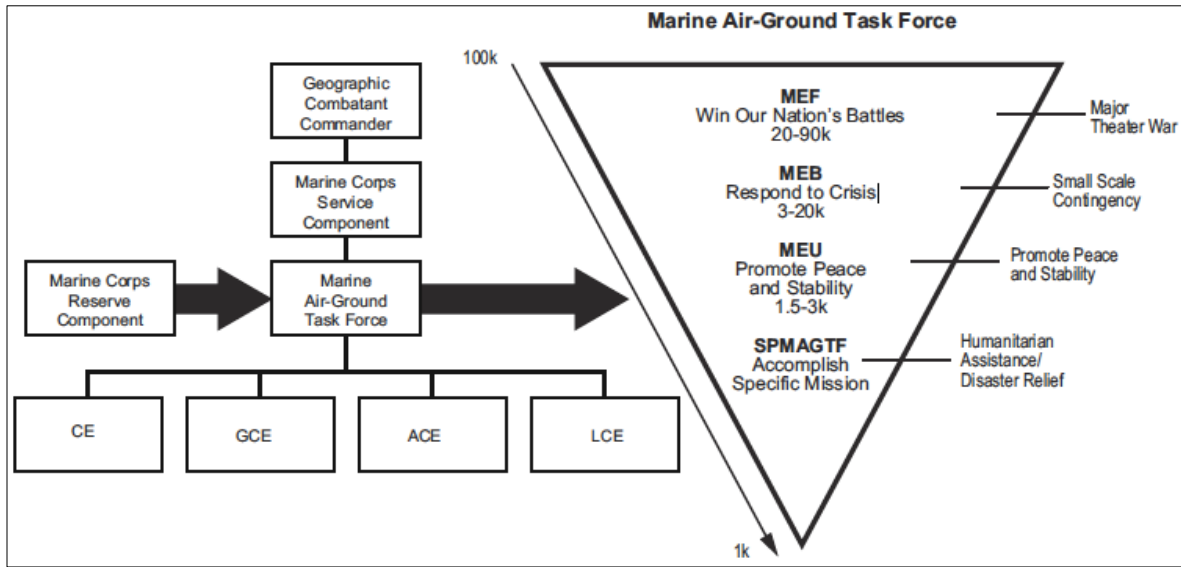 Marine Air-Ground Task Force
100k
Geographic
Combatant
Commander
Marine Corps
Service
Component
Marine Corps
Reserve
Component
Marine
Air-Ground
Task Force
CE
GCE
ACE
LCE
MEF
Win Our Nation's Battles
20-90k
Major
Theater War
MEB
Respond to Crisis
3-20k
Small Scale
Contingency
MEU
Promote Peace
and Stability
1.5-3k
Promote Peace
and Stability
SPMAGTF
Accomplish
Specific Mission
Humanitarian
Assistance/
Disaster Relief
1k